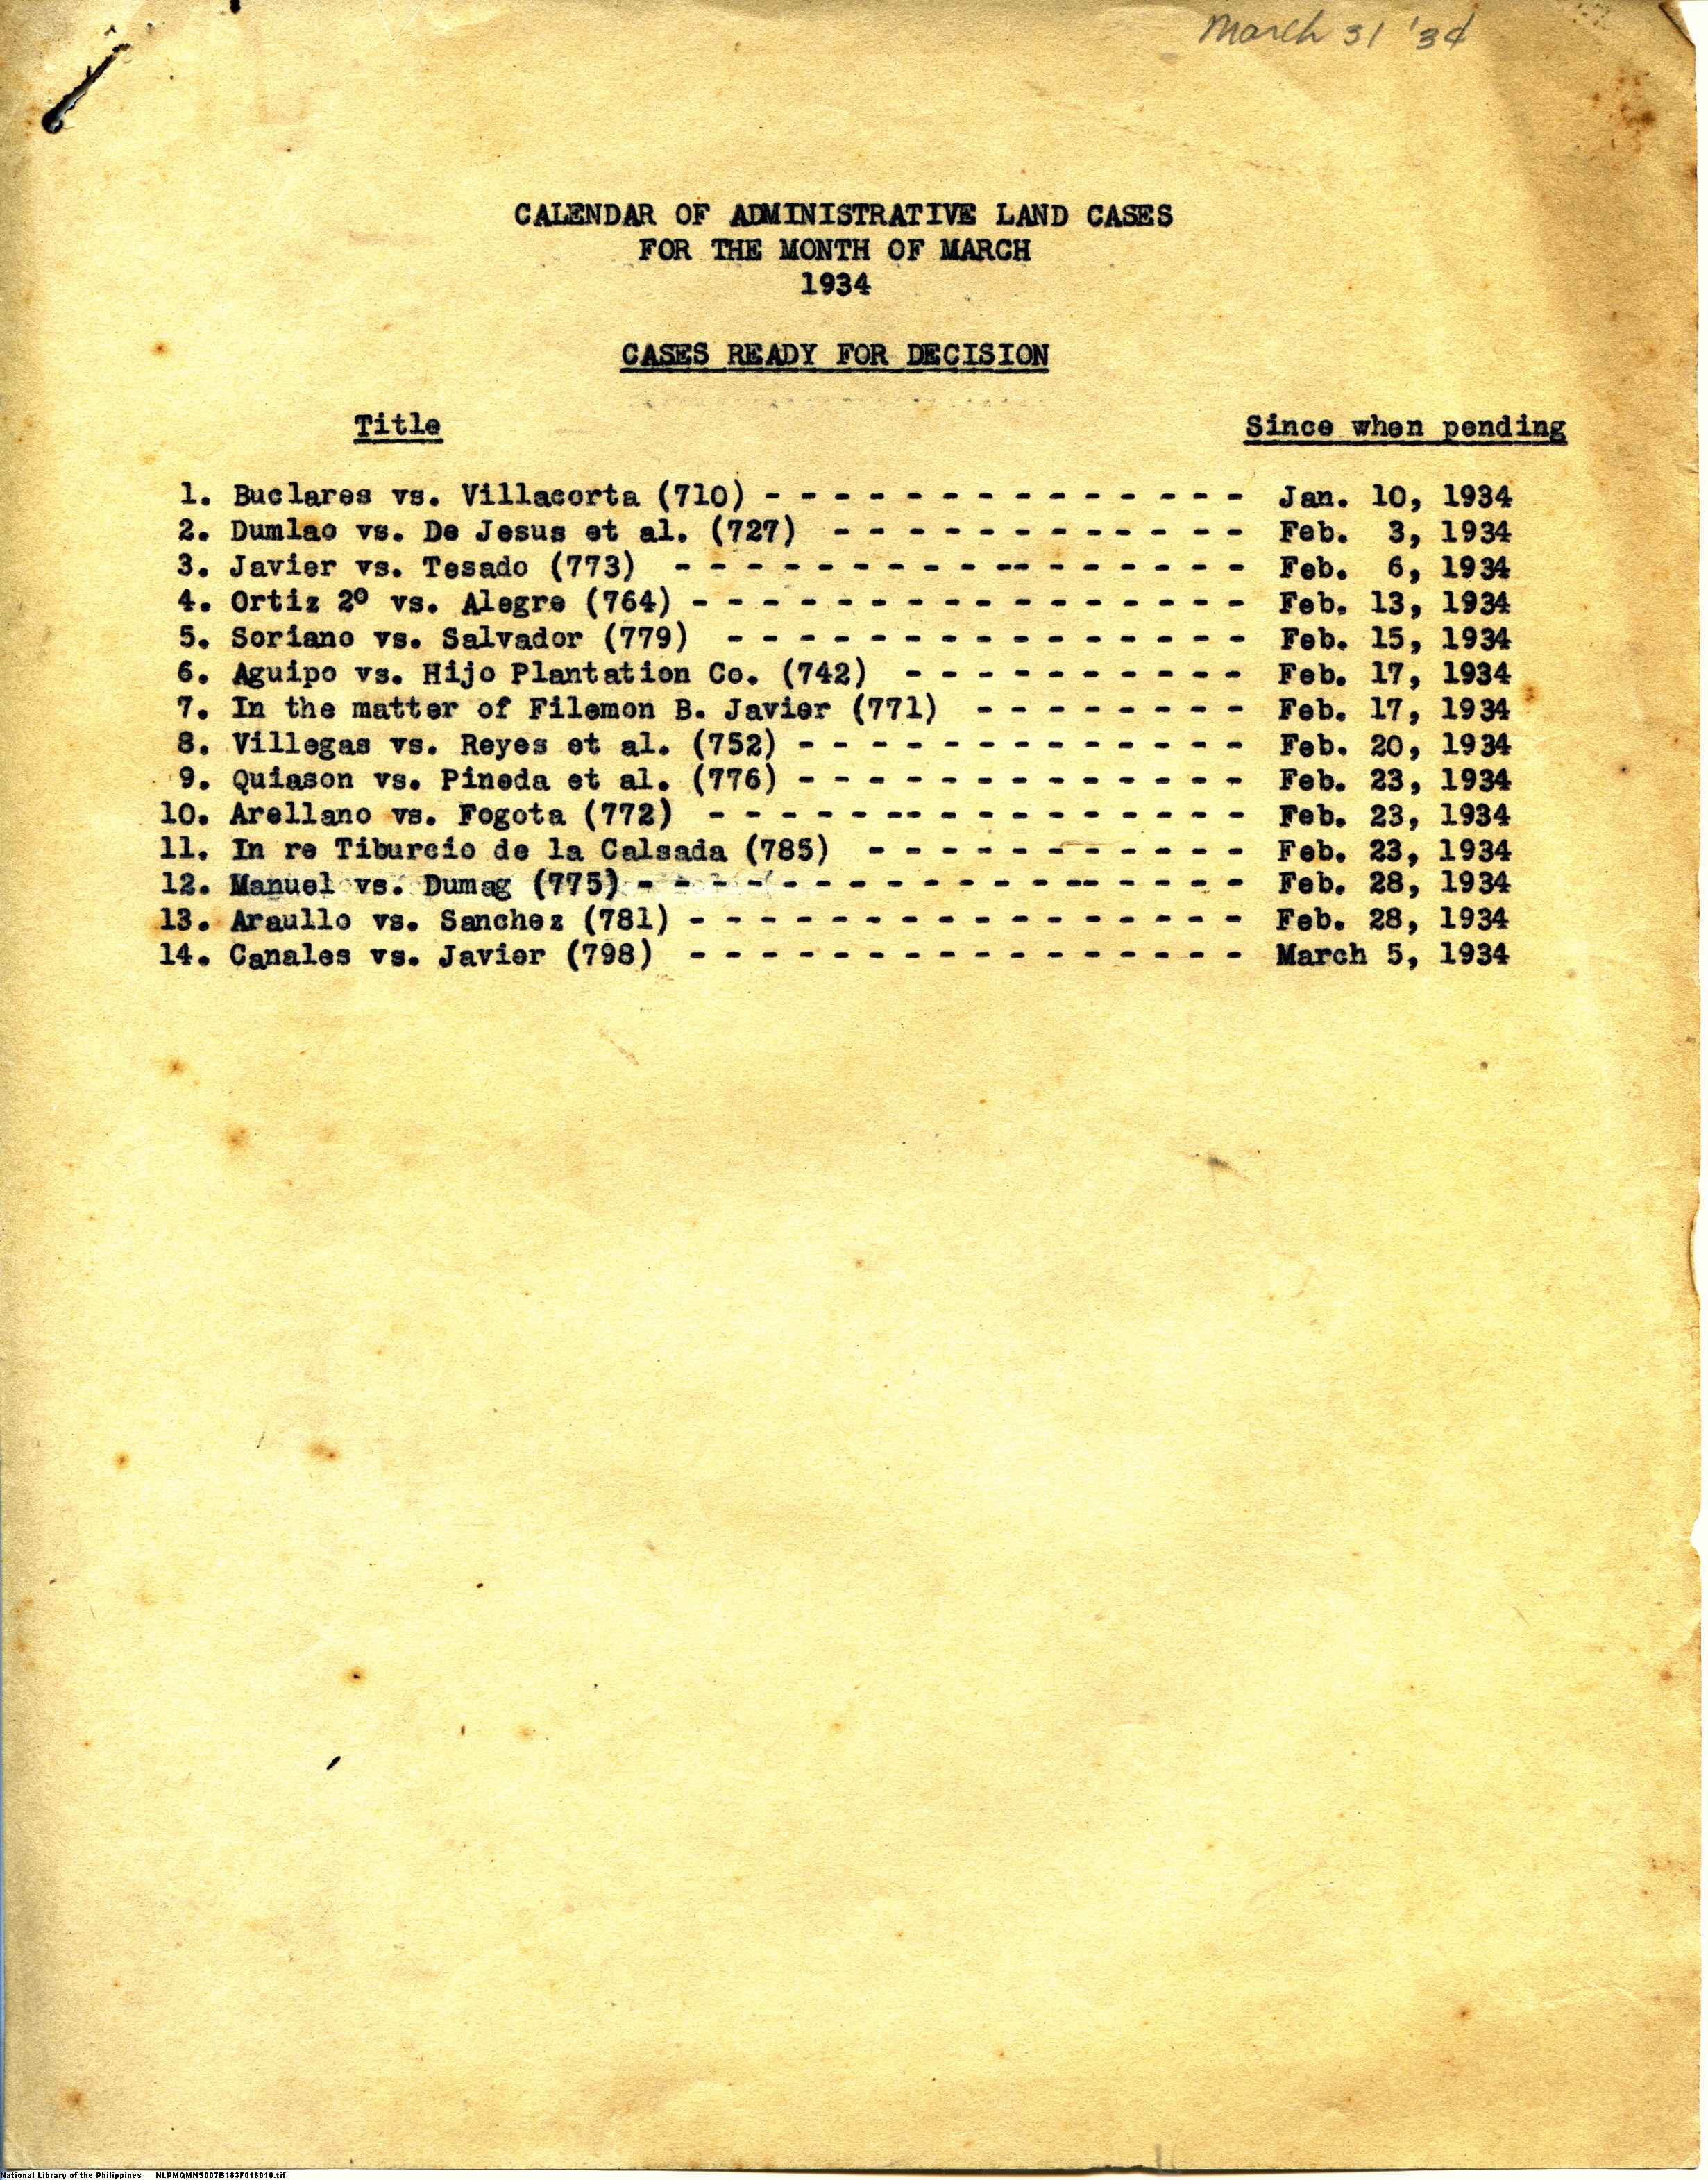 March 31 '34
CALENDAR OF ADMINISTRATIVE LAND CASES
FOR THE MONTH OF MARCH
1934
CASES READY FOR DECISION
Title Since when pending
1. Buclares vs. Villacorta (710) - - - - - - - - - - - - - - Jan. 10, 1934
2. Dumlao vs. De Jesus et al. (727) - - - - - - - - - - - - Feb. 3, 1934
3. Javier vs. Tesado (773) - - - - - - - - - - - - - - - - Feb. 6, 1934
4. Ortiz 2º vs. Alegre (764) - - - - - - - - - - - - - - - - Feb. 13, 1934
5. Soriano vs. Salvador (779) - - - - - - - - - - - - - - - Feb. 15, 1934
6. Aguipo vs. Hijo Plantation Co. (742) - - - - - - - - - - Feb. 17, 1934
7. In the matter of Filemon B. Javier (771) - - - - - - - - Feb. 17, 1934
8. Villegas vs. Reyes et al. (752) - - - - - - - - - - - - - Feb. 20, 1934
9. Quiason vs. Pineda et al. (776) - - - - - - - - - - - - - Feb. 23, 1934
10. Arellano vs. Fogota (772) - - - - - - - - - - - - - - - Feb. 23, 1934
11. In re Tiburcio de la Calsada (785) - - - - - - - - - - - Feb. 23, 1934
12. Manuel vs. Dumag (775) - - - - - - - - - - - - - - - - - Feb. 28, 1934
13. Araullo vs. Sanchez (781) - - - - - - - - - - - - - - - - Feb. 28, 1934
14. Canales vs. Javier (798) - - - - - - - - - - - - - - - - March 5, 1934
National Library of the Philippines NLPMQMNS007B183F016010.tif